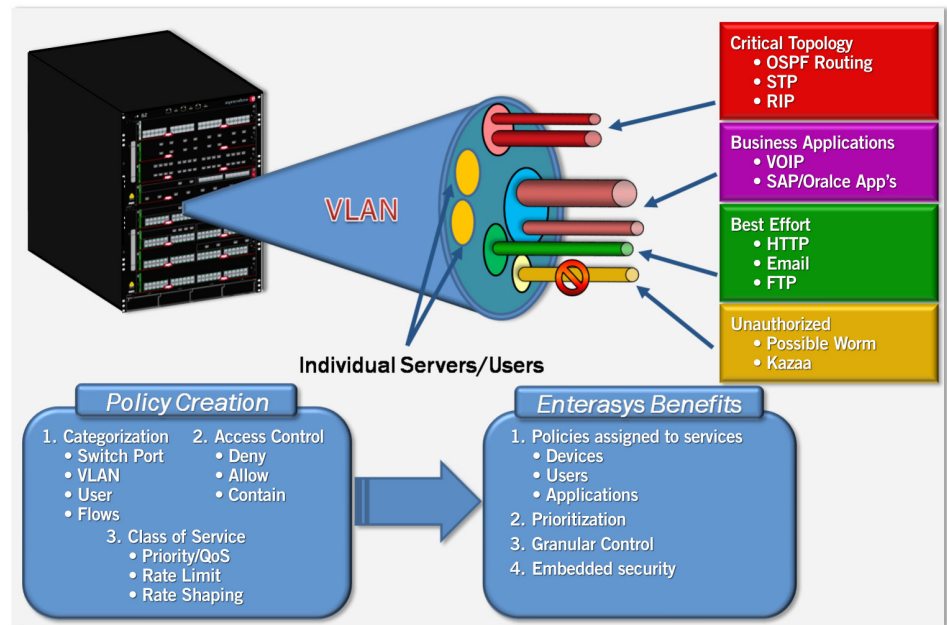 Critical Topology
• OSPF Routing
• STP
• RIP
Business Applications
• VOIP
• SAP/Oralce App's
Best Effort
• HTTP
• Email
• FTP
Unauthorized
• Possible Worm
• Kazaa
VLAN
Individual Servers/Users
Policy Creation
1. Categorization
• Switch Port
• VLAN
• User
• Flows
2. Access Control
• Deny
• Allow
• Contain
3. Class of Service
• Priority/QoS
• Rate Limit
• Rate Shaping
Enterasys Benefits
1. Policies assigned to services
• Devices
• Users
• Applications
2. Prioritization
3. Granular Control
4. Embedded security